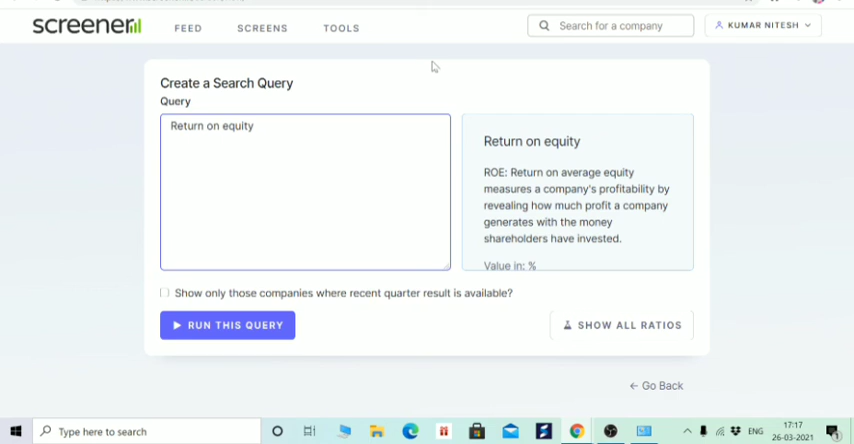 screener
FEED
SCREENS
TOOLS
Search for a company
KUMAR NITESH
Create a Search Query
Query
Return on equity
Return on equity
ROE: Return on average equity
measures a company's profitability by
revealing how much profit a company
generates with the money
shareholders have invested.
Value in: %
Show only those companies where recent quarter result is available?
RUN THIS QUERY
SHOW ALL RATIOS
← Go Back
Type here to search
ENG
17:17
26-03-2021
1